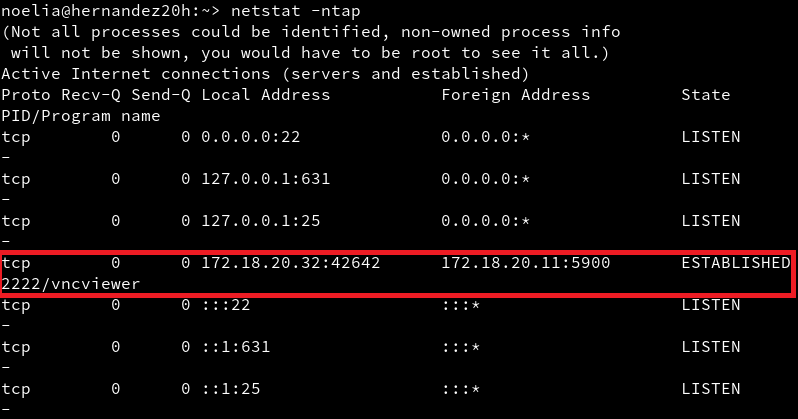 noelia@hernandez20h:~> netstat -ntap
(Not all processes could be identified, non-owned process info
 will not be shown, you would have to be root to see it all.)
Active Internet connections (servers and established)
Proto Recv-Q Send-Q Local Address           Foreign Address         State
PID/Program name
tcp        0      0 0.0.0.0:22              0.0.0.0:*               LISTEN
-
tcp        0      0 127.0.0.1:631           0.0.0.0:*               LISTEN
-
tcp        0      0 127.0.0.1:25            0.0.0.0:*               LISTEN
-
tcp        0      0 172.18.20.32:42642      172.18.20.11:5900       ESTABLISHED
2222/vncviewer
tcp        0      0 :::22                   :::*                    LISTEN
-
tcp        0      0 ::1:631                 :::*                    LISTEN
-
tcp        0      0 ::1:25                  :::*                    LISTEN
-